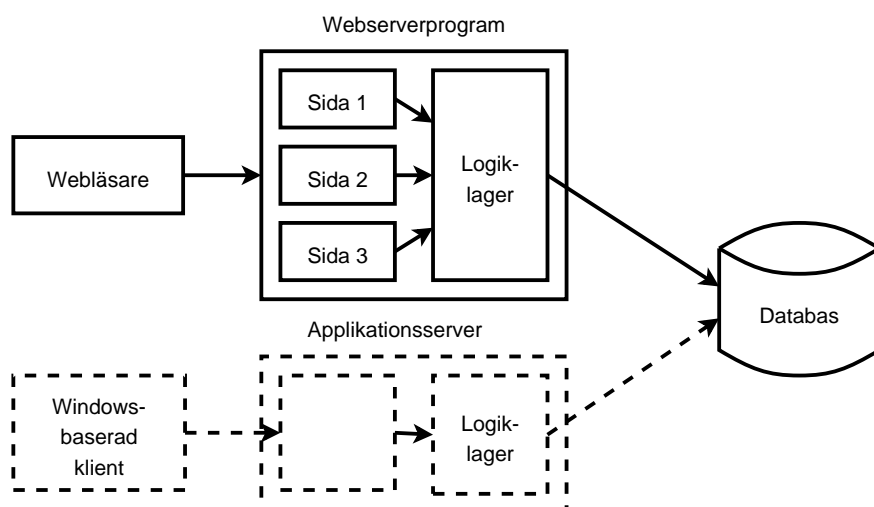 Webserverprogram
Sida 1
Sida 2
Sida 3
Logik-
lager
Webläsare
Databas
Applikationsserver
Windows-
baserad
klient
Logik-
lager